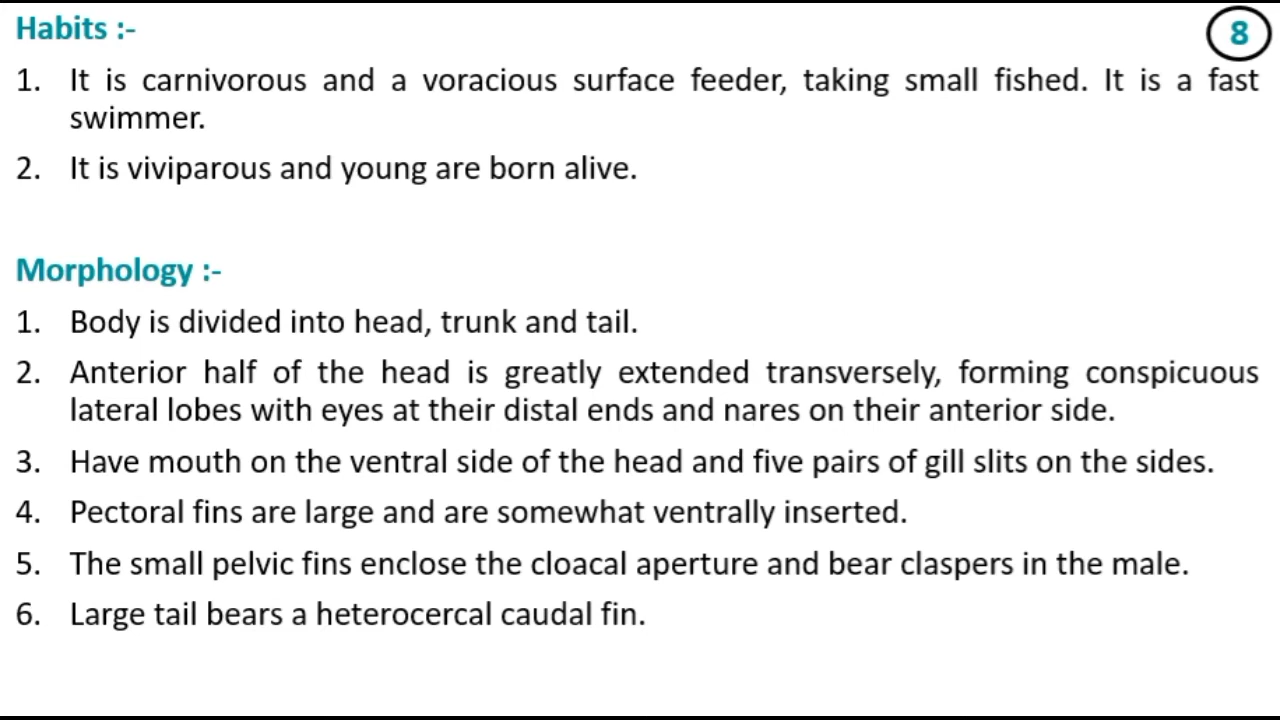 Habits :-
8
1. It is carnivorous and a voracious surface feeder, taking small fished. It is a fast
swimmer.
2. It is viviparous and young are born alive.
Morphology :-
1. Body is divided into head, trunk and tail.
2. Anterior half of the head is greatly extended transversely, forming conspicuous
lateral lobes with eyes at their distal ends and nares on their anterior side.
3. Have mouth on the ventral side of the head and five pairs of gill slits on the sides.
4. Pectoral fins are large and are somewhat ventrally inserted.
5. The small pelvic fins enclose the cloacal aperture and bear claspers in the male.
6. Large tail bears a heterocercal caudal fin.